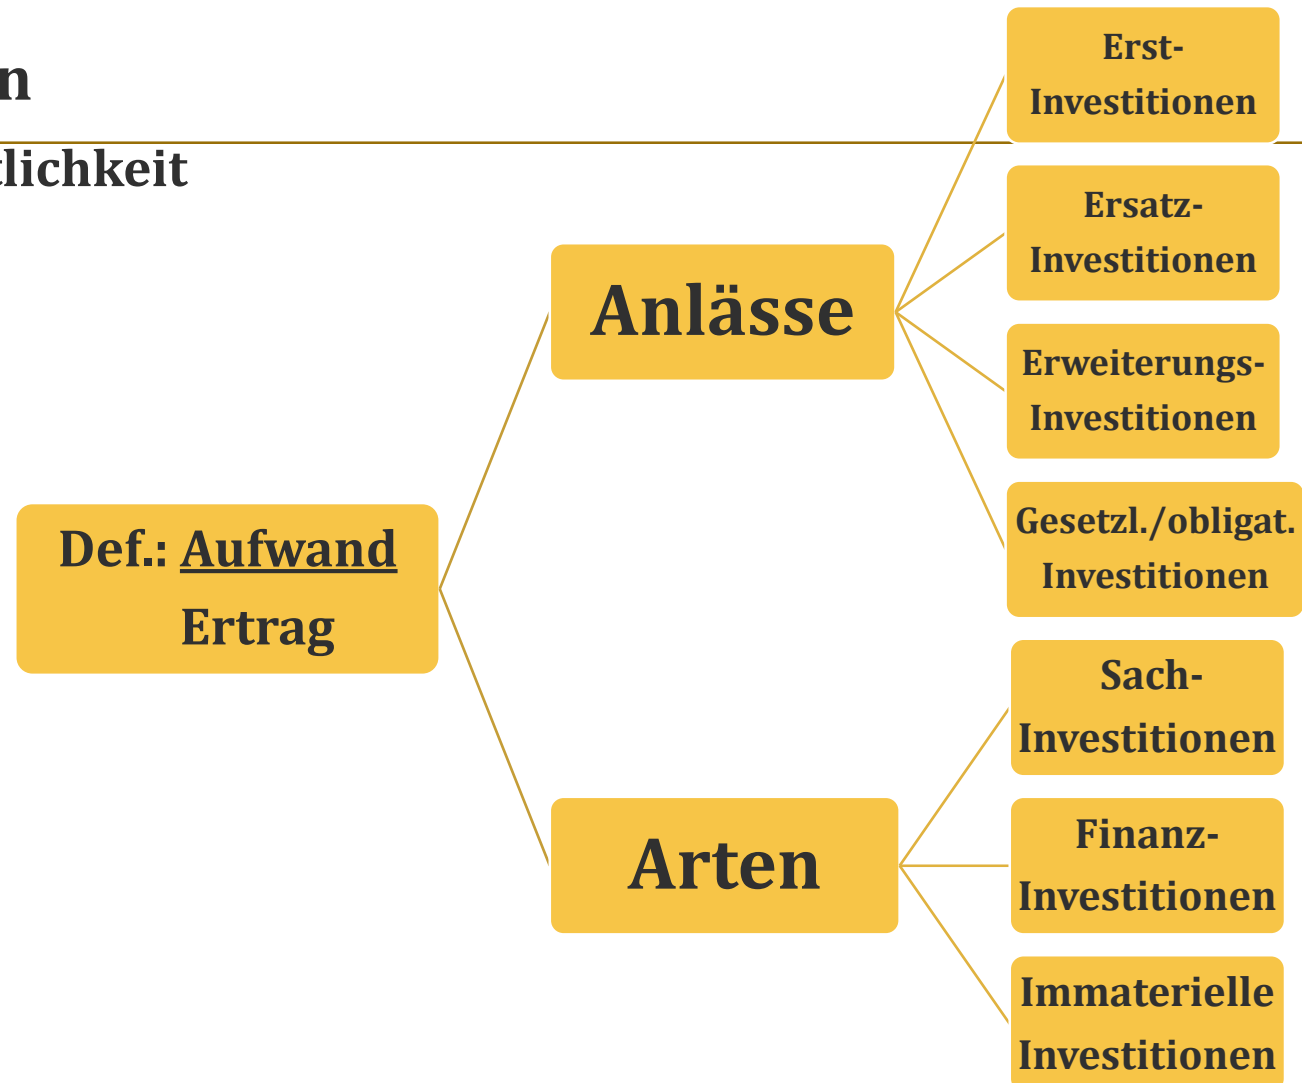 n
tlichkeit
Erst-
Investitionen
Ersatz-
Investitionen
Anlässe
Erweiterungs-
Investitionen
Gesetzl./obligat.
Investitionen
Def.: Aufwand
Ertrag
Sach-
Investitionen
Arten
Finanz-
Investitionen
Immaterielle
Investitionen